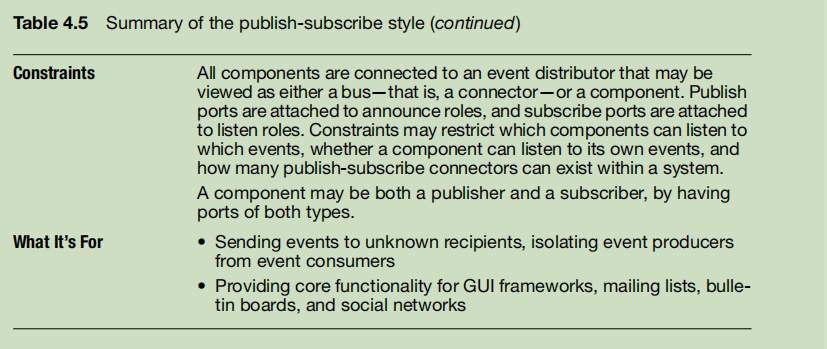 Table 4.5 Summary of the publish-subscribe style (continued)
Constraints All components are connected to an event distributor that may be
viewed as either a bus—that is, a connector—or a component. Publish
ports are attached to announce roles, and subscribe ports are attached
to listen roles. Constraints may restrict which components can listen to
which events, whether a component can listen to its own events, and
how many publish-subscribe connectors can exist within a system.
A component may be both a publisher and a subscriber, by having
ports of both types.
What It's For • Sending events to unknown recipients, isolating event producers
from event consumers
• Providing core functionality for GUI frameworks, mailing lists, bulle-
tin boards, and social networks